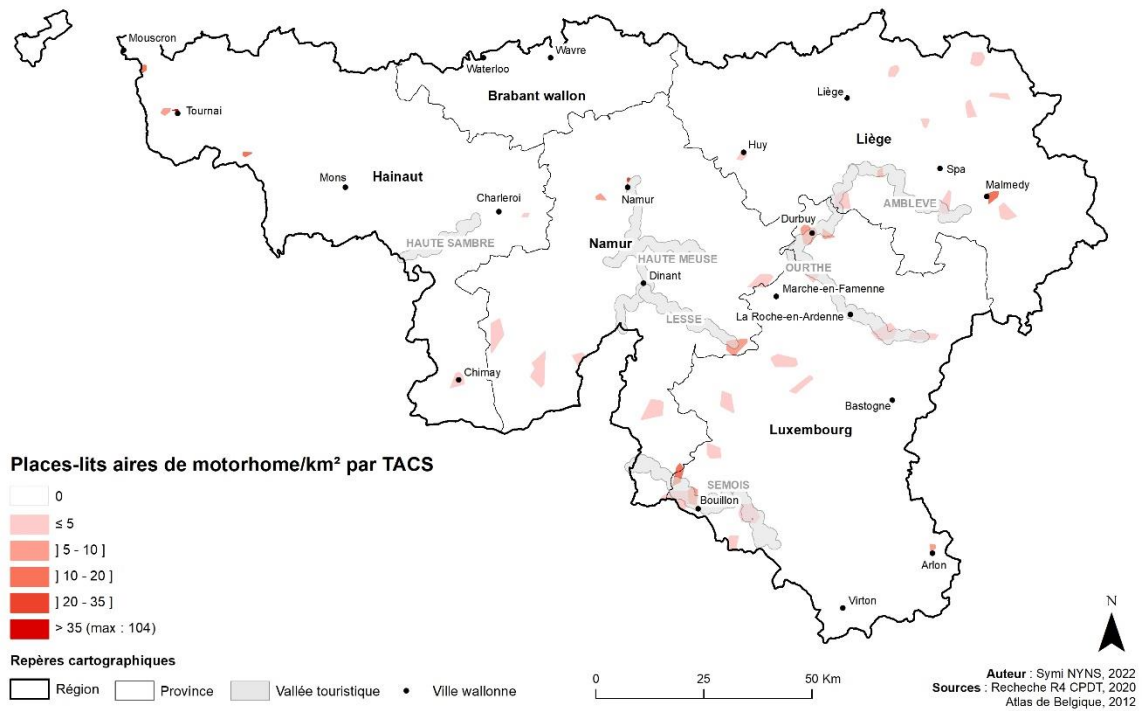 Mouscron
Wavre
Waterloo
Brabant wallon
Liège
Tournai
Huy
Liège
Spa
Mons
Hainaut
Malmedy
Namur
Charleroi
AMBLEVE
Durbuy
HAUTE SAMBRE
Namur
HAUTE MEUSE
OURTHE
Dinant
Marche-en-Famenne
LESSE
La Roche-en-Ardenne
Chimay
Bastogne
Luxembourg
SEMOIS
Bouillon
Arlon
Virton
Places-lits aires de motorhome/km² par TACS
0
≤ 5
] 5 - 10 ]
] 10 - 20 ]
] 20 - 35 ]
> 35 (max : 104)
Repères cartographiques
Région
Province
Vallée touristique
Ville wallonne
0 25 50 Km
N
Auteur : Symi NYNS, 2022
Sources : Recheche R4 CPDT, 2020
Atlas de Belgique, 2012